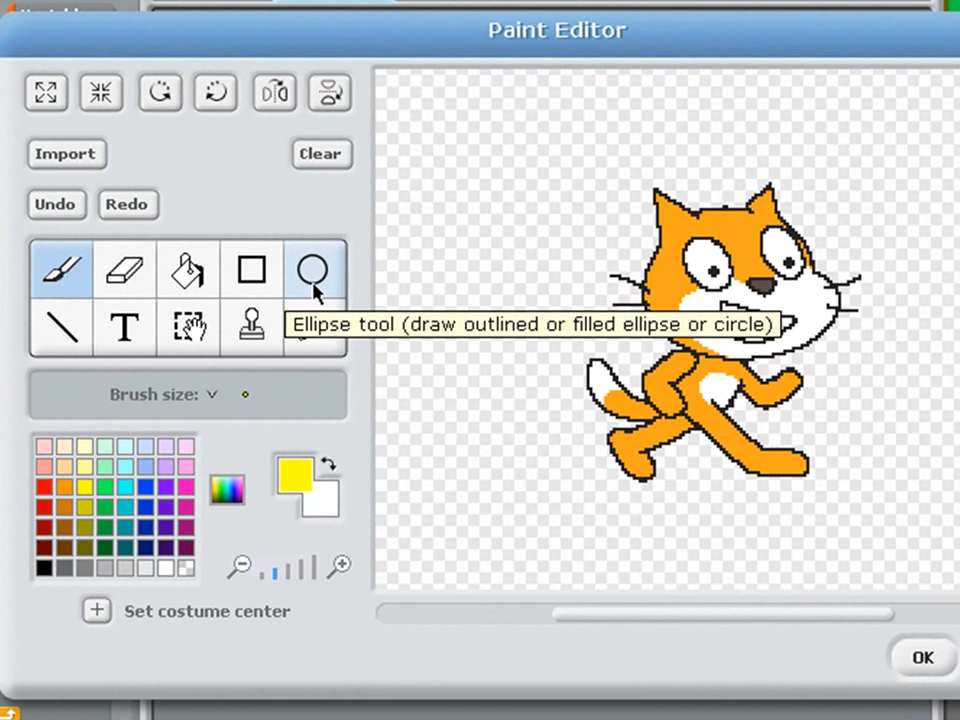 Paint Editor
Import
Clear
Undo
Redo
T
Ellipse tool (draw outlined or filled ellipse or circle)
Brush size:
Set costume center
OK